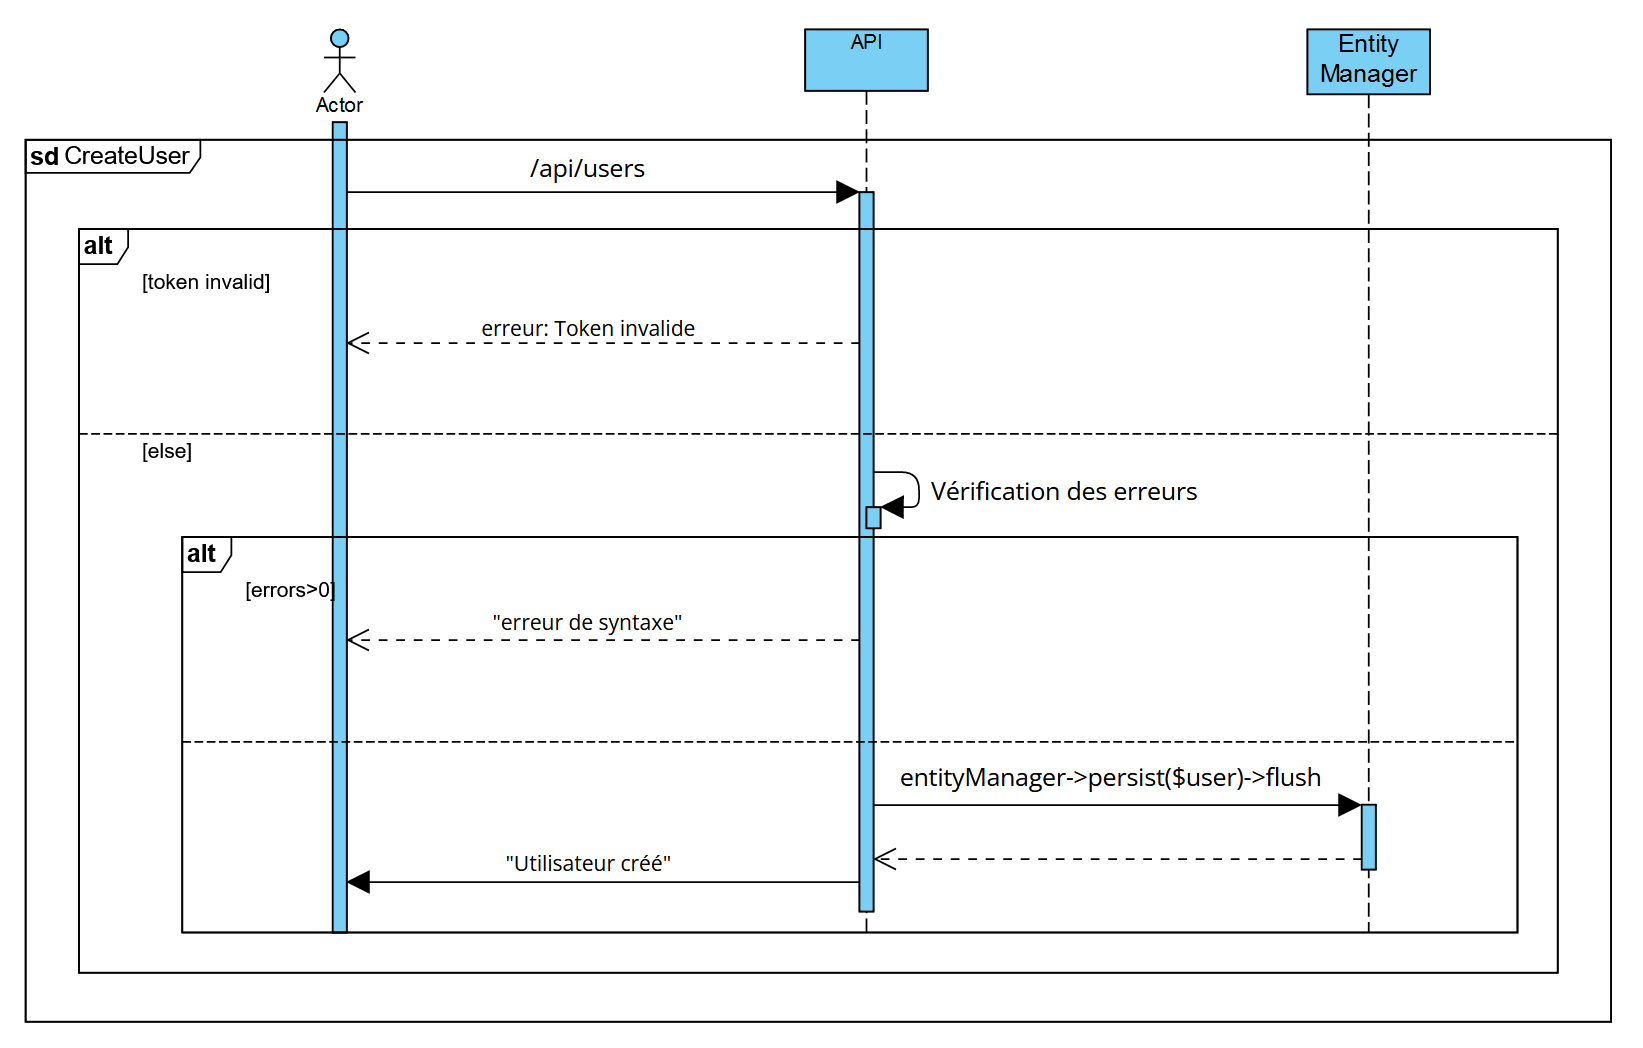 API
Entity
Manager
Actor
sd CreateUser
/api/users
alt
[token invalid]
erreur: Token invalide
[else]
Vérification des erreurs
alt
[errors>0]
"erreur de syntaxe"
entityManager->persist($user)->flush
"Utilisateur créé"